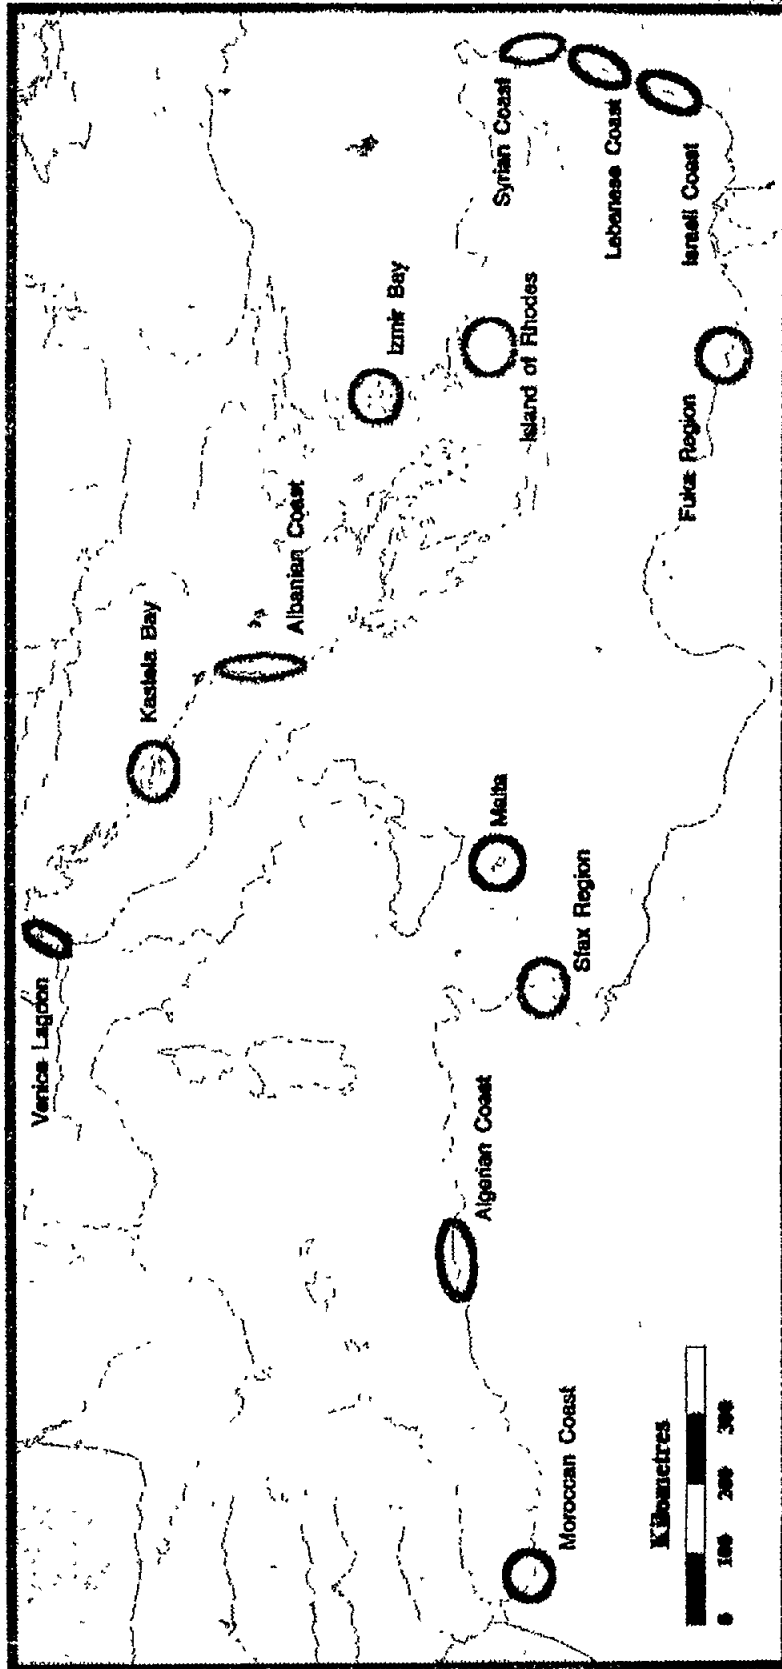 Venice Lagoon
Kastela Bay
Albanian Coast
Izmir Bay
Island of Rhodes
Syrian Coast
Lebanese Coast
Israeli Coast
Fuka Region
Malta
Sfax Region
Algerian Coast
Moroccan Coast
Kilometres
0 100 200 300